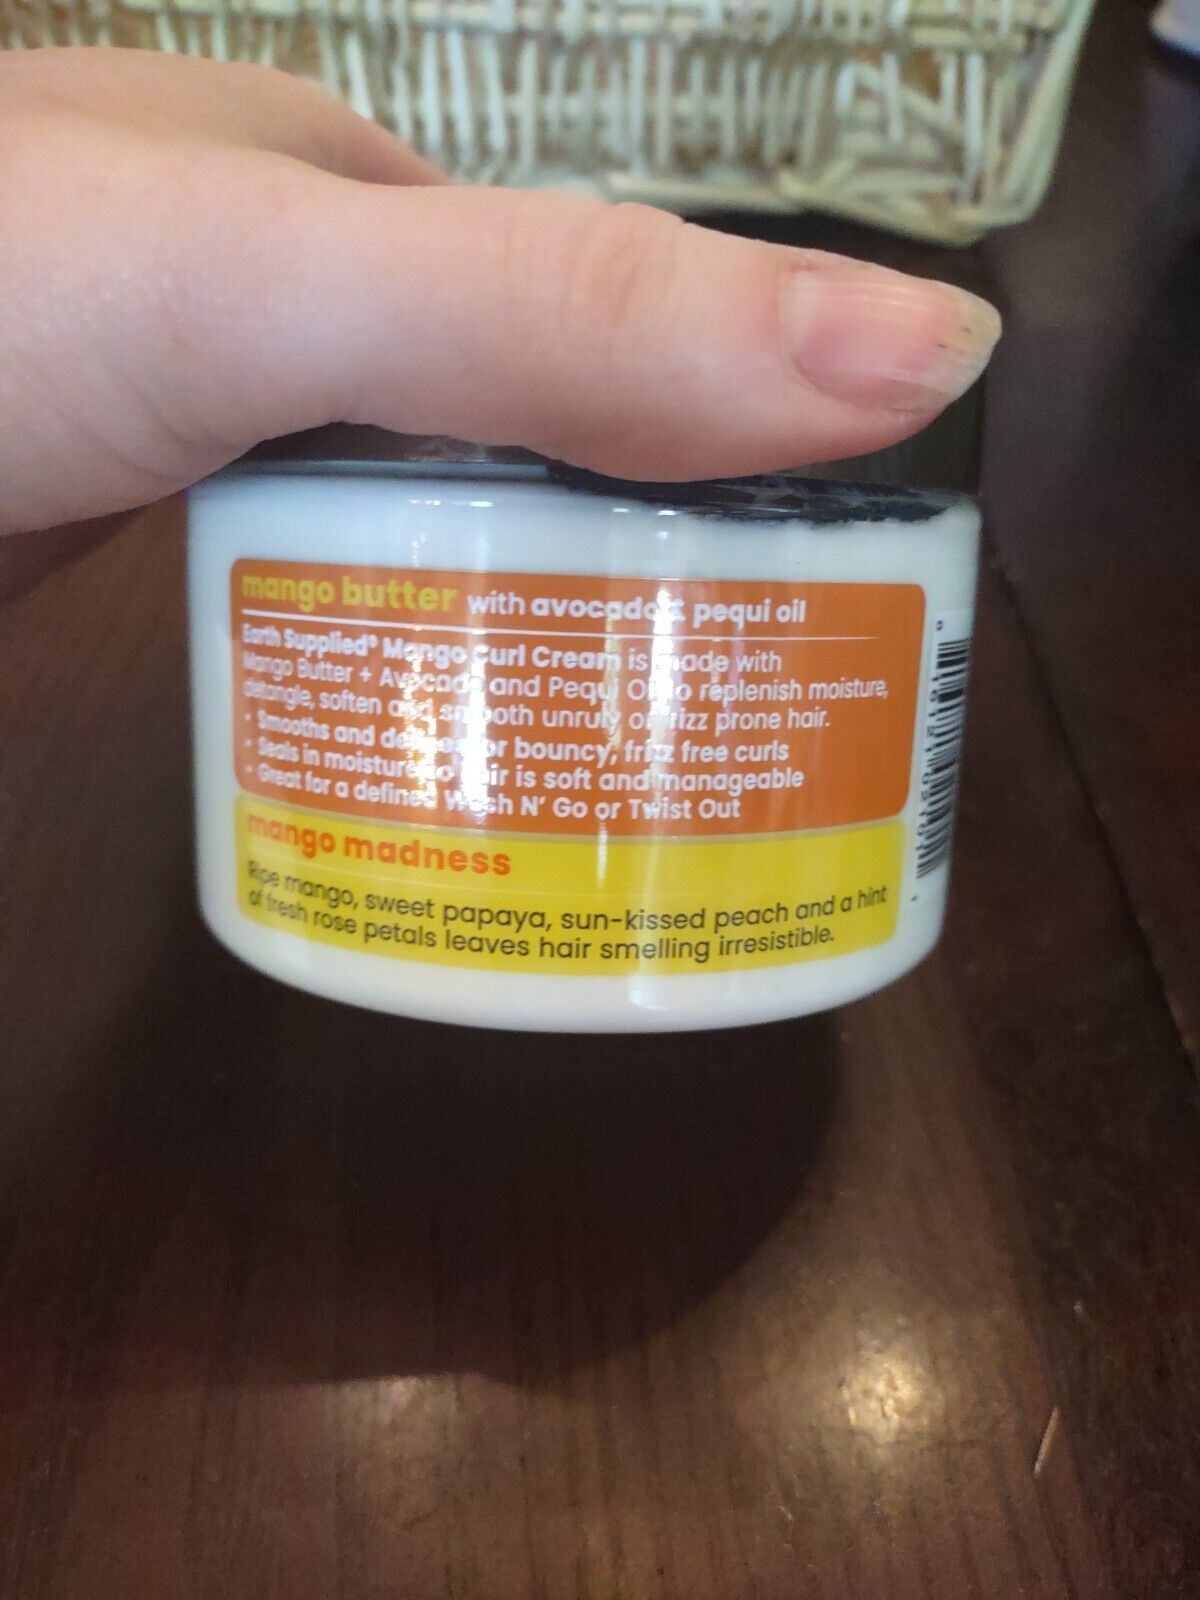 mango butter with avocado & pequi oil
Earth Supplied® Mango Curl Cream is made with
Mango Butter + Avocado and Pequi Oil to replenish moisture,
detangle, soften and smooth unruly or frizz prone hair.
• Smooths and defines for bouncy, frizz free curls
• Seals in moisture so hair is soft and manageable
• Great for a defined Wash N' Go or Twist Out
mango madness
Ripe mango, sweet papaya, sun-kissed peach and a hint
of fresh rose petals leaves hair smelling irresistible.